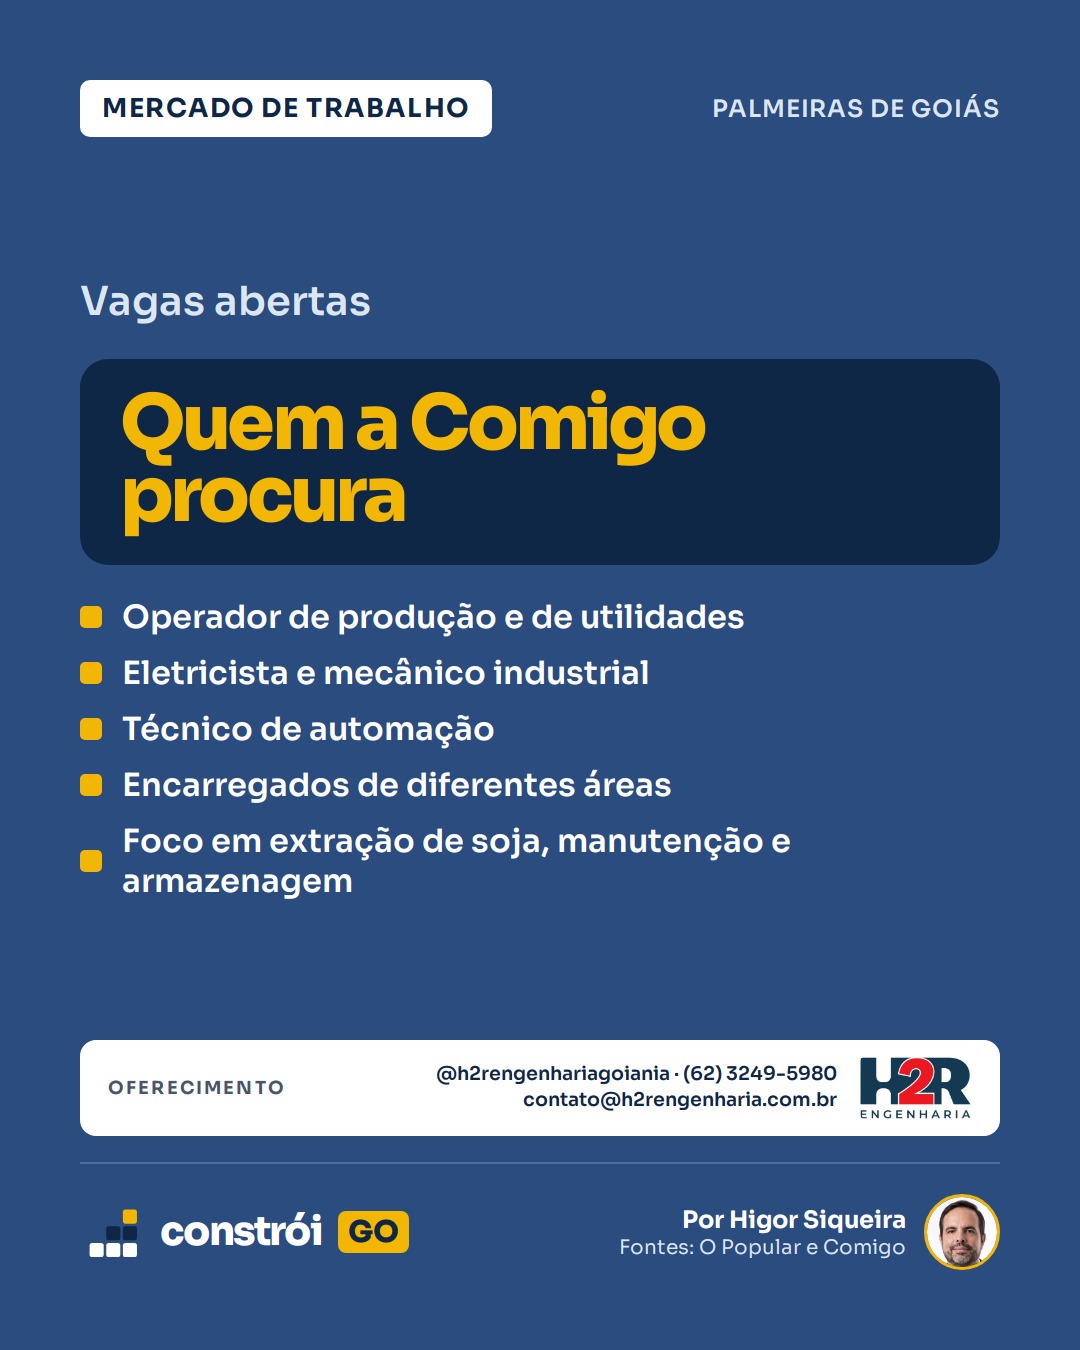 MERCADO DE TRABALHO
PALMEIRAS DE GOIÁS
Vagas abertas
Quem a Comigo
procura
Operador de produção e de utilidades
Eletricista e mecânico industrial
Técnico de automação
Encarregados de diferentes áreas
Foco em extração de soja, manutenção e
armazenagem
OFERECIMENTO
@h2rengenhariagoiania · (62) 3249-5980
contato@h2rengenharia.com.br
H2R
ENGENHARIA
constrói GO
Por Higor Siqueira
Fontes: O Popular e Comigo